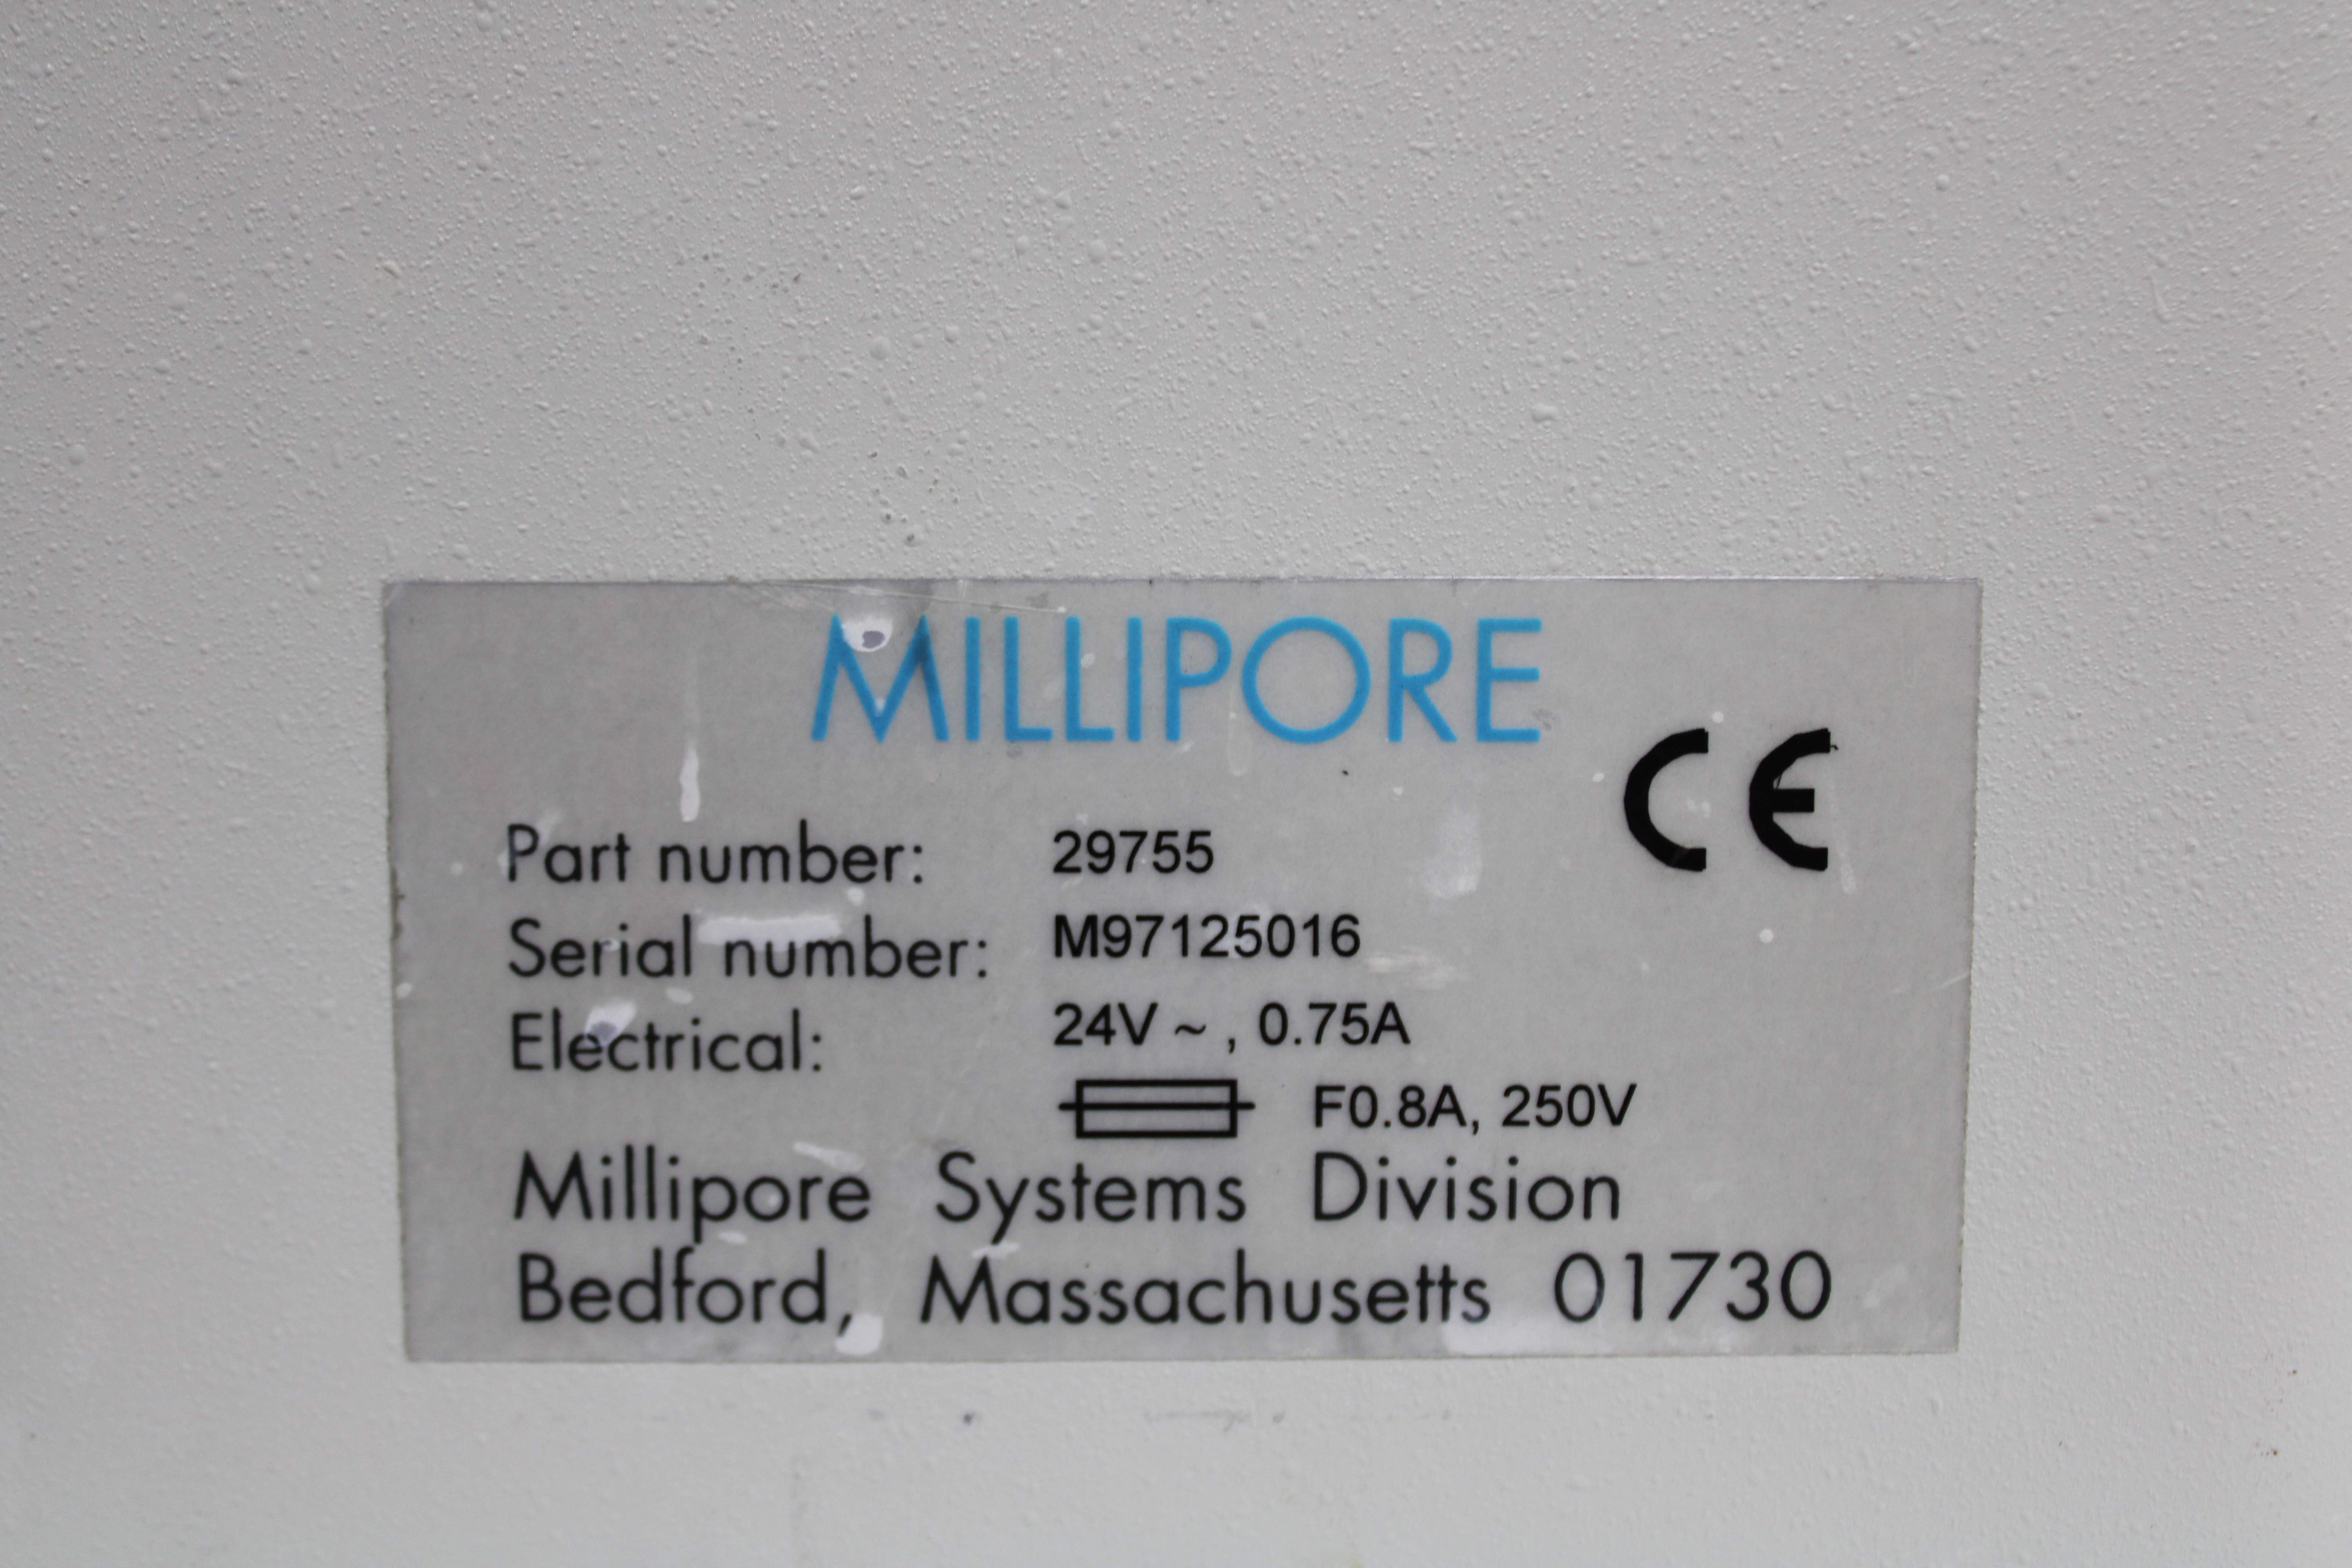 MILLIPORE
CE
Part number: 29755
Serial number: M97125016
Electrical: 24V ~ , 0.75A
F0.8A, 250V
Millipore Systems Division
Bedford, Massachusetts 01730